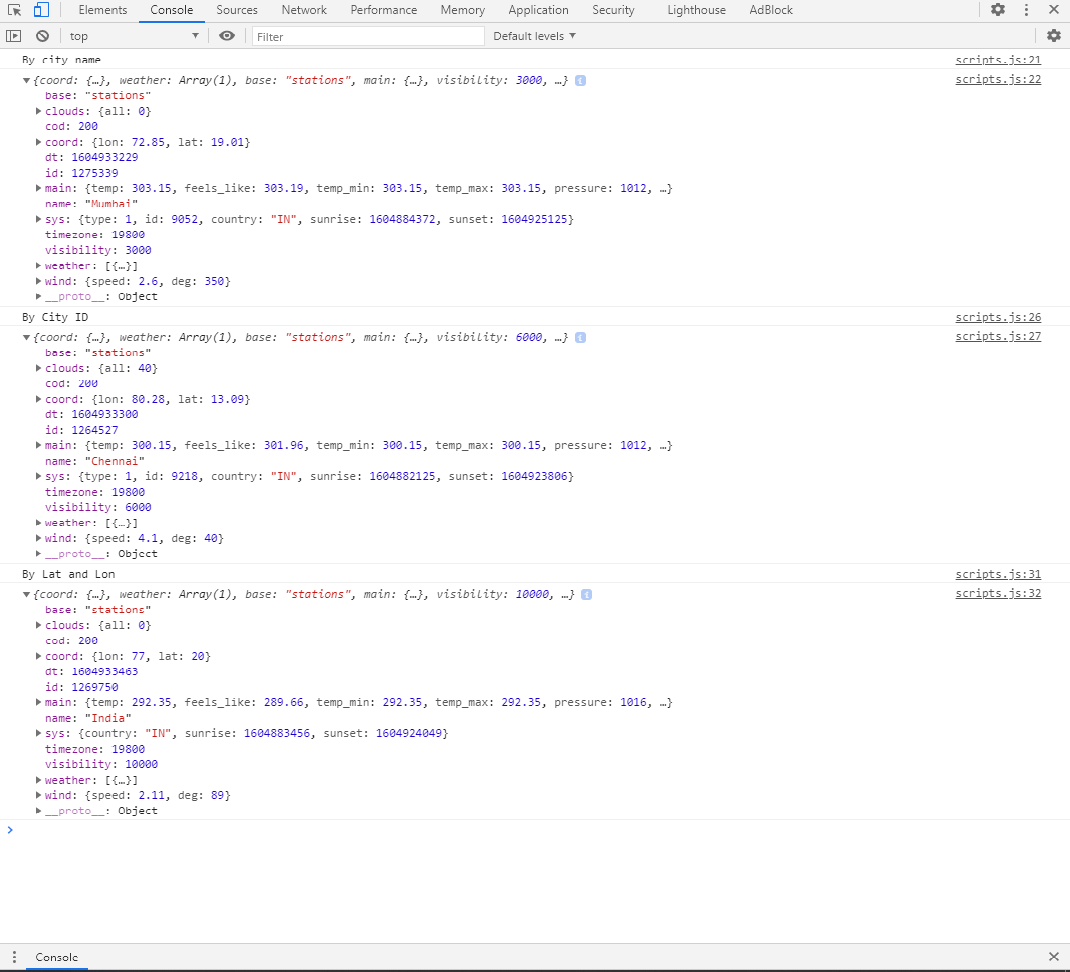 Elements Console Sources Network Performance Memory Application Security Lighthouse AdBlock
top Filter Default levels
By city name scripts.js:21
{coord: {…}, weather: Array(1), base: "stations", main: {…}, visibility: 3000, …} i scripts.js:22
base: "stations"
clouds: {all: 0}
cod: 200
coord: {lon: 72.85, lat: 19.01}
dt: 1604933229
id: 1275339
main: {temp: 303.15, feels_like: 303.19, temp_min: 303.15, temp_max: 303.15, pressure: 1012, …}
name: "Mumbai"
sys: {type: 1, id: 9052, country: "IN", sunrise: 1604884372, sunset: 1604925125}
timezone: 19800
visibility: 3000
weather: [{…}]
wind: {speed: 2.6, deg: 350}
__proto__: Object
By City ID scripts.js:26
{coord: {…}, weather: Array(1), base: "stations", main: {…}, visibility: 6000, …} i scripts.js:27
base: "stations"
clouds: {all: 40}
cod: 200
coord: {lon: 80.28, lat: 13.09}
dt: 1604933300
id: 1264527
main: {temp: 300.15, feels_like: 301.96, temp_min: 300.15, temp_max: 300.15, pressure: 1012, …}
name: "Chennai"
sys: {type: 1, id: 9218, country: "IN", sunrise: 1604882125, sunset: 1604923806}
timezone: 19800
visibility: 6000
weather: [{…}]
wind: {speed: 4.1, deg: 40}
__proto__: Object
By Lat and Lon scripts.js:31
{coord: {…}, weather: Array(1), base: "stations", main: {…}, visibility: 10000, …} i scripts.js:32
base: "stations"
clouds: {all: 0}
cod: 200
coord: {lon: 77, lat: 20}
dt: 1604933463
id: 1269750
main: {temp: 292.35, feels_like: 289.66, temp_min: 292.35, temp_max: 292.35, pressure: 1016, …}
name: "India"
sys: {country: "IN", sunrise: 1604883456, sunset: 1604924049}
timezone: 19800
visibility: 10000
weather: [{…}]
wind: {speed: 2.11, deg: 89}
__proto__: Object
Console